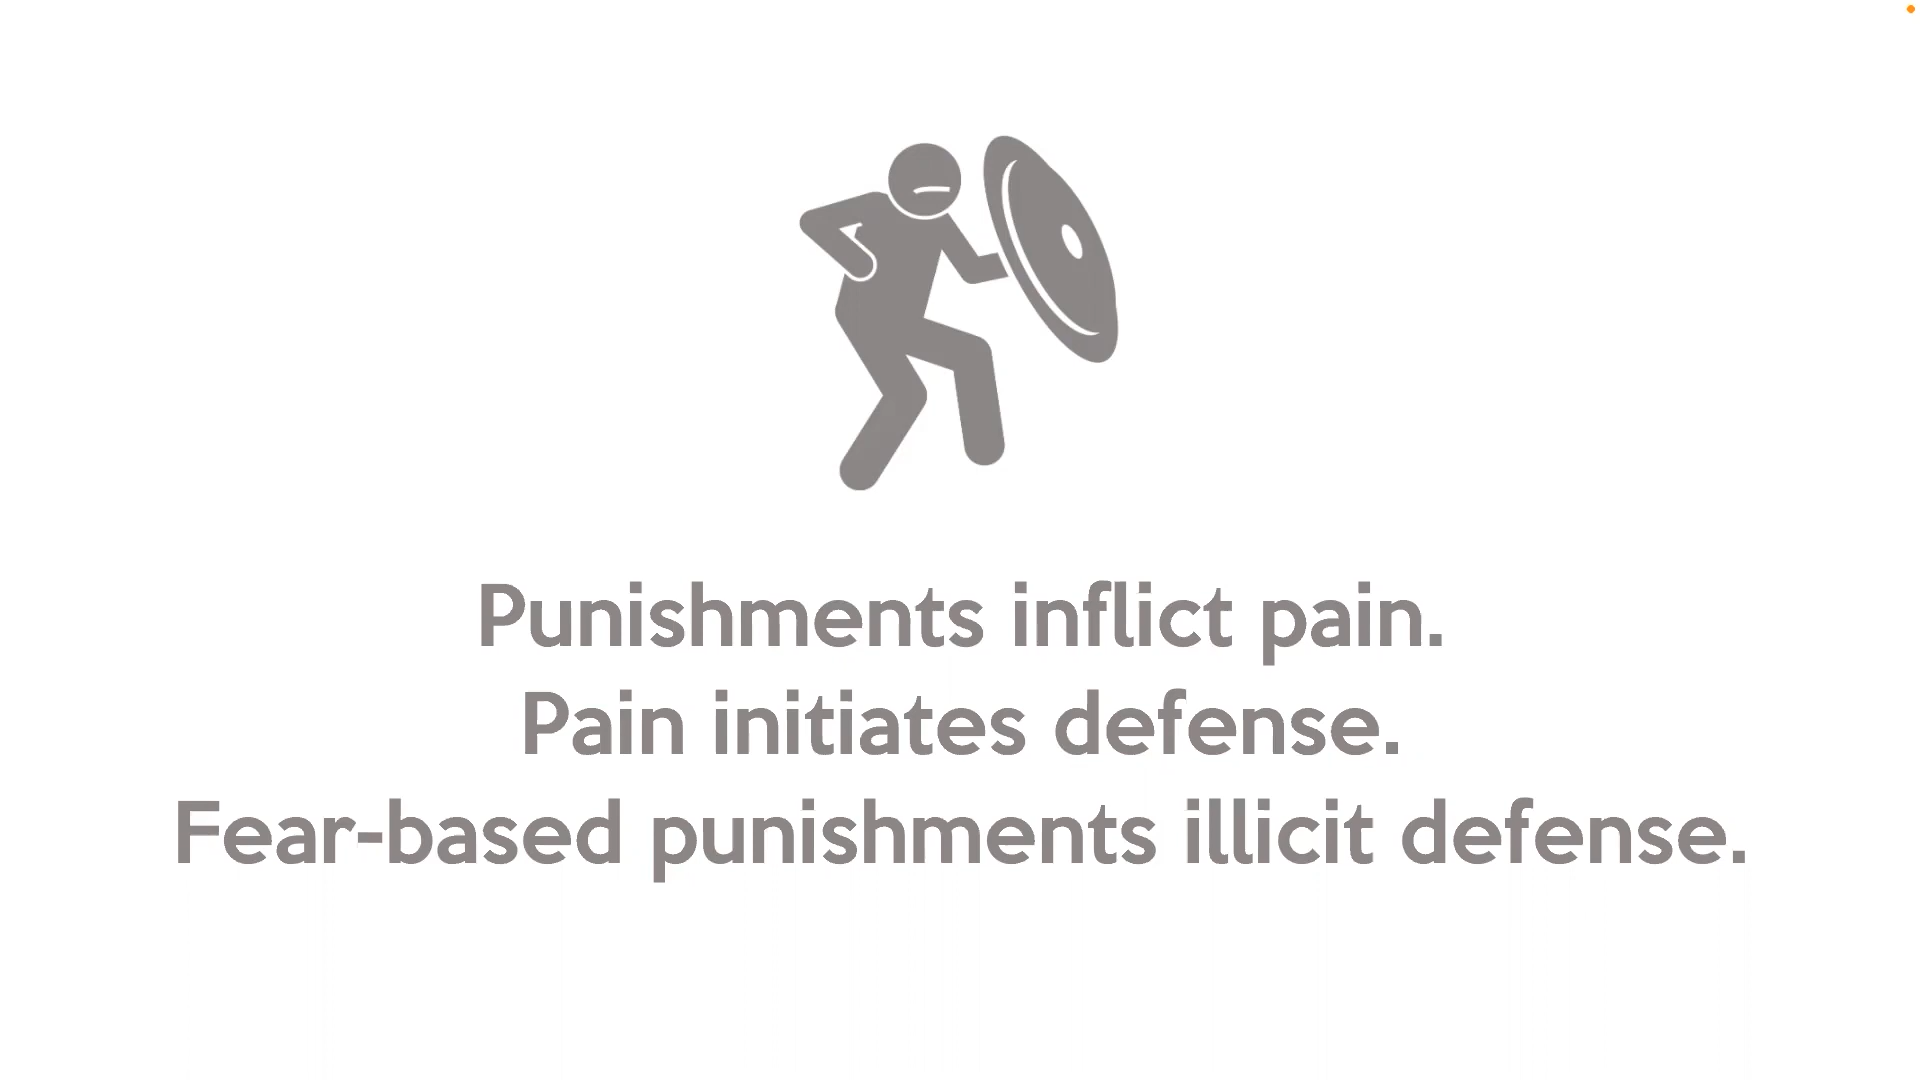 Punishments inflict pain.
Pain initiates defense.
Fear-based punishments illicit defense.